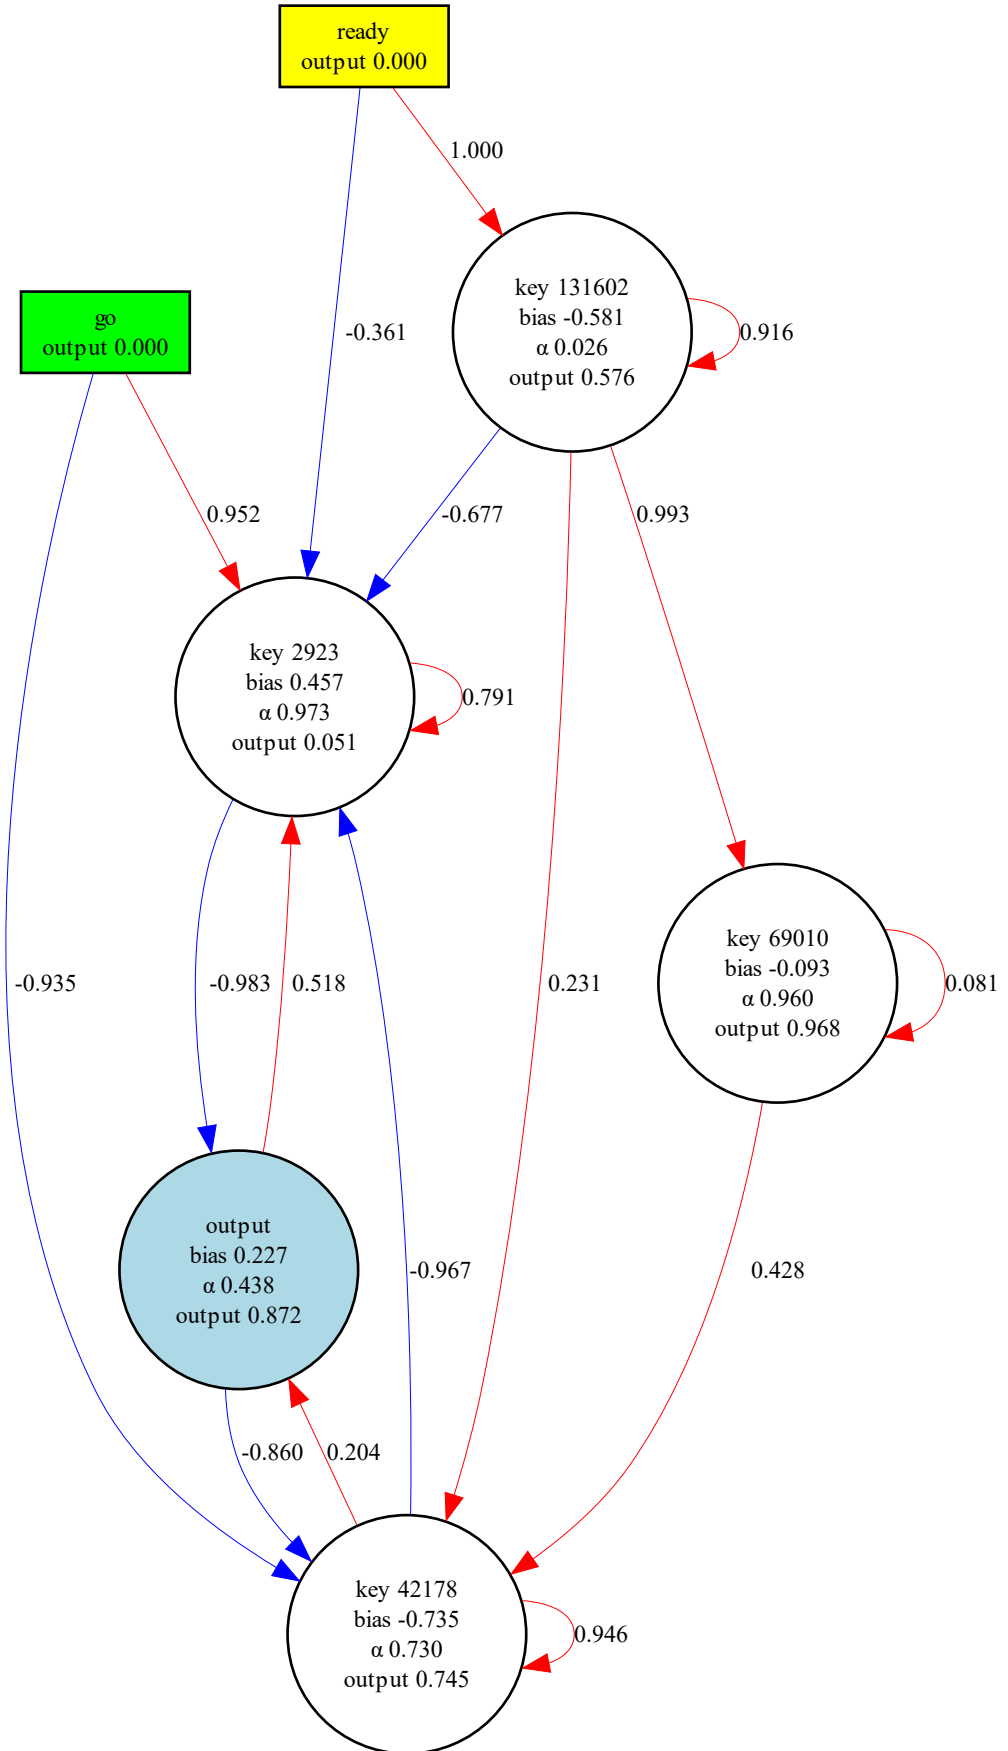 ready
output 0.000
1.000
key 131602
bias -0.581
α 0.026
output 0.576
0.916
go
output 0.000
-0.361
0.952
-0.677
0.993
key 2923
bias 0.457
α 0.973
output 0.051
0.791
key 69010
bias -0.093
α 0.960
output 0.968
0.081
-0.935
-0.983
0.518
0.231
output
bias 0.227
α 0.438
output 0.872
-0.967
0.428
-0.860
0.204
key 42178
bias -0.735
α 0.730
output 0.745
0.946